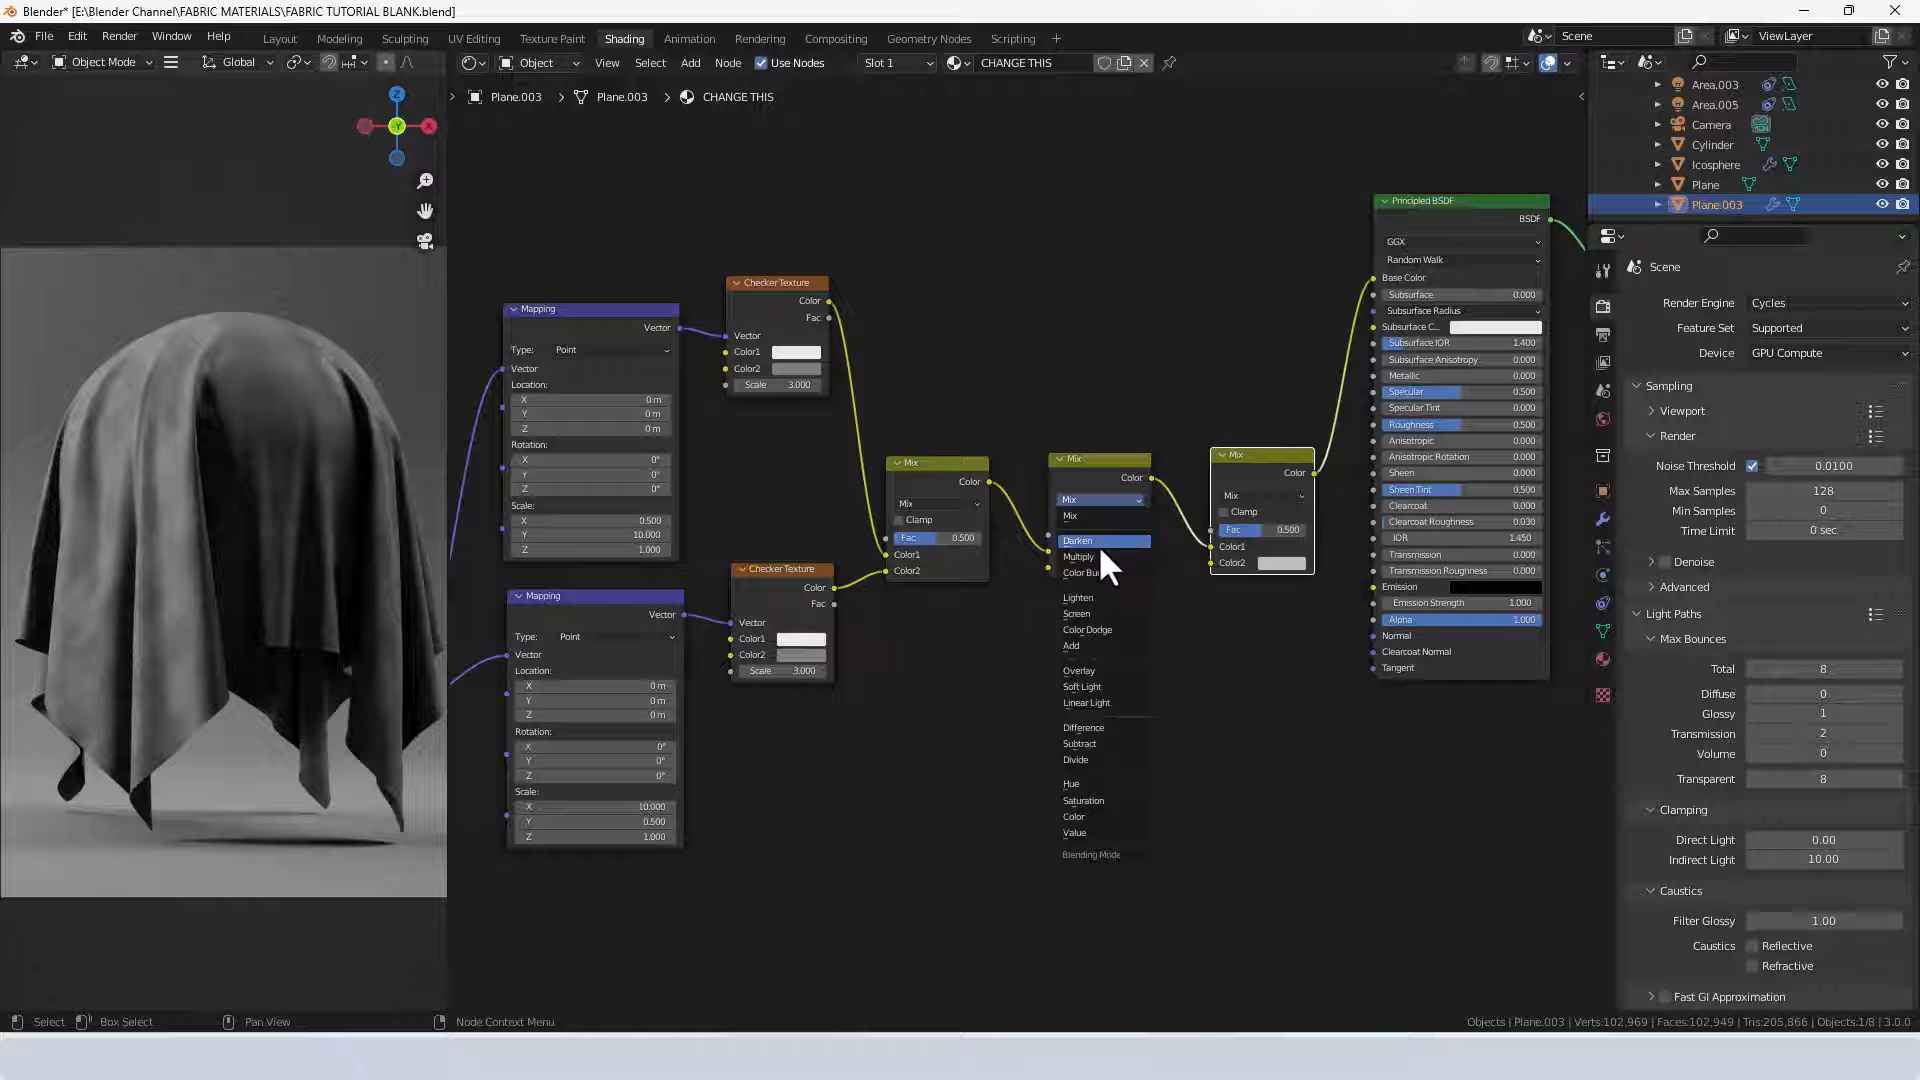 Blender* [E:\Blender Channel\FABRIC MATERIALS\FABRIC TUTORIAL BLANK.blend]
File Edit Render Window Help Layout Modeling Sculpting UV Editing Texture Paint Shading Animation Rendering Compositing Geometry Nodes Scripting + Scene ViewLayer
Object Mode Global Object View Select Add Node Use Nodes Slot 1 CHANGE THIS
Plane.003 > Plane.003 > CHANGE THIS
Z
-Y
X
Mapping
Vector
Type: Point
Vector
Location:
X 0 m
Y 0 m
Z 0 m
Rotation:
X 0°
Y 0°
Z 0°
Scale:
X 0.500
Y 10.000
Z 1.000
Mapping
Vector
Type: Point
Vector
Location:
X 0 m
Y 0 m
Z 0 m
Rotation:
X 0°
Y 0°
Z 0°
Scale:
X 10.000
Y 0.500
Z 1.000
Checker Texture
Color
Fac
Vector
Color1
Color2
Scale 3.000
Checker Texture
Color
Fac
Vector
Color1
Color2
Scale 3.000
Mix
Color
Mix
Clamp
Fac 0.500
Color1
Color2
Mix
Color
Mix
Mix
Darken
Multiply
Lighten
Screen
Color Dodge
Add
Overlay
Soft Light
Linear Light
Difference
Subtract
Divide
Hue
Saturation
Color
Value
Blending Mode
Mix
Color
Mix
Clamp
Fac 0.500
Color1
Color2
Principled BSDF
BSDF
GGX
Random Walk
Base Color
Subsurface 0.000
Subsurface Radius
Subsurface C...
Subsurface IOR 1.400
Subsurface Anisotropy 0.000
Metallic 0.000
Specular 0.500
Specular Tint 0.000
Roughness 0.500
Anisotropic 0.000
Anisotropic Rotation 0.000
Sheen 0.000
Sheen Tint 0.500
Clearcoat 0.000
Clearcoat Roughness 0.030
IOR 1.450
Transmission 0.000
Transmission Roughness 0.000
Emission
Emission Strength 1.000
Alpha 1.000
Normal
Clearcoat Normal
Tangent
Area.003
Area.005
Camera
Cylinder
Icosphere
Plane
Plane.003
Scene
Render Engine Cycles
Feature Set Supported
Device GPU Compute
Sampling
Viewport
Render
Noise Threshold 0.0100
Max Samples 128
Min Samples 0
Time Limit 0 sec
Denoise
Advanced
Light Paths
Max Bounces
Total 8
Diffuse 0
Glossy 1
Transmission 2
Volume 0
Transparent 8
Clamping
Direct Light 0.00
Indirect Light 10.00
Caustics
Filter Glossy 1.00
Caustics Reflective
Refractive
Fast GI Approximation
Select Box Select Pan View Node Context Menu Objects | Plane.003 | Verts:102,969 | Faces:102,949 | Tris:205,866 | Objects:1/8 | 3.0.0